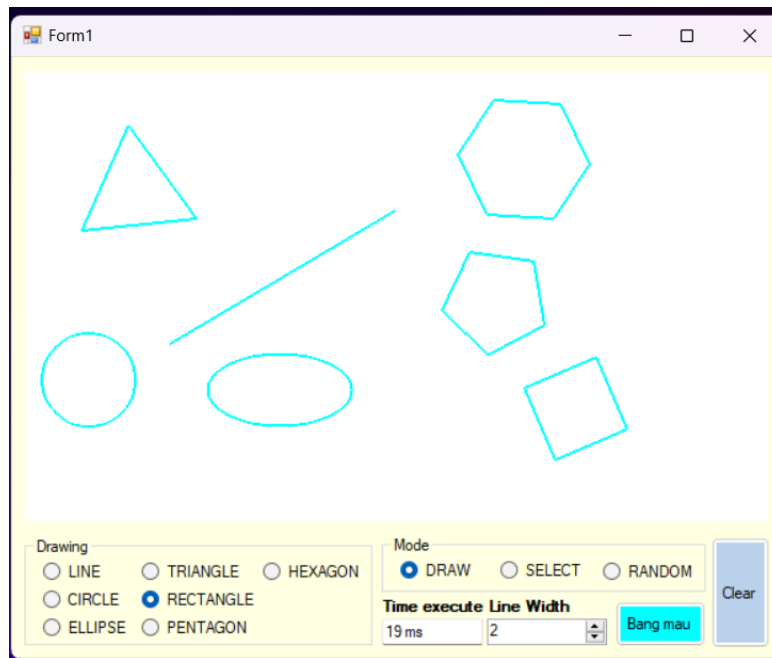 Form1
Drawing
LINE TRIANGLE HEXAGON
CIRCLE RECTANGLE
ELLIPSE PENTAGON
Mode
DRAW SELECT RANDOM
Time execute Line Width
19 ms 2
Bang mau
Clear